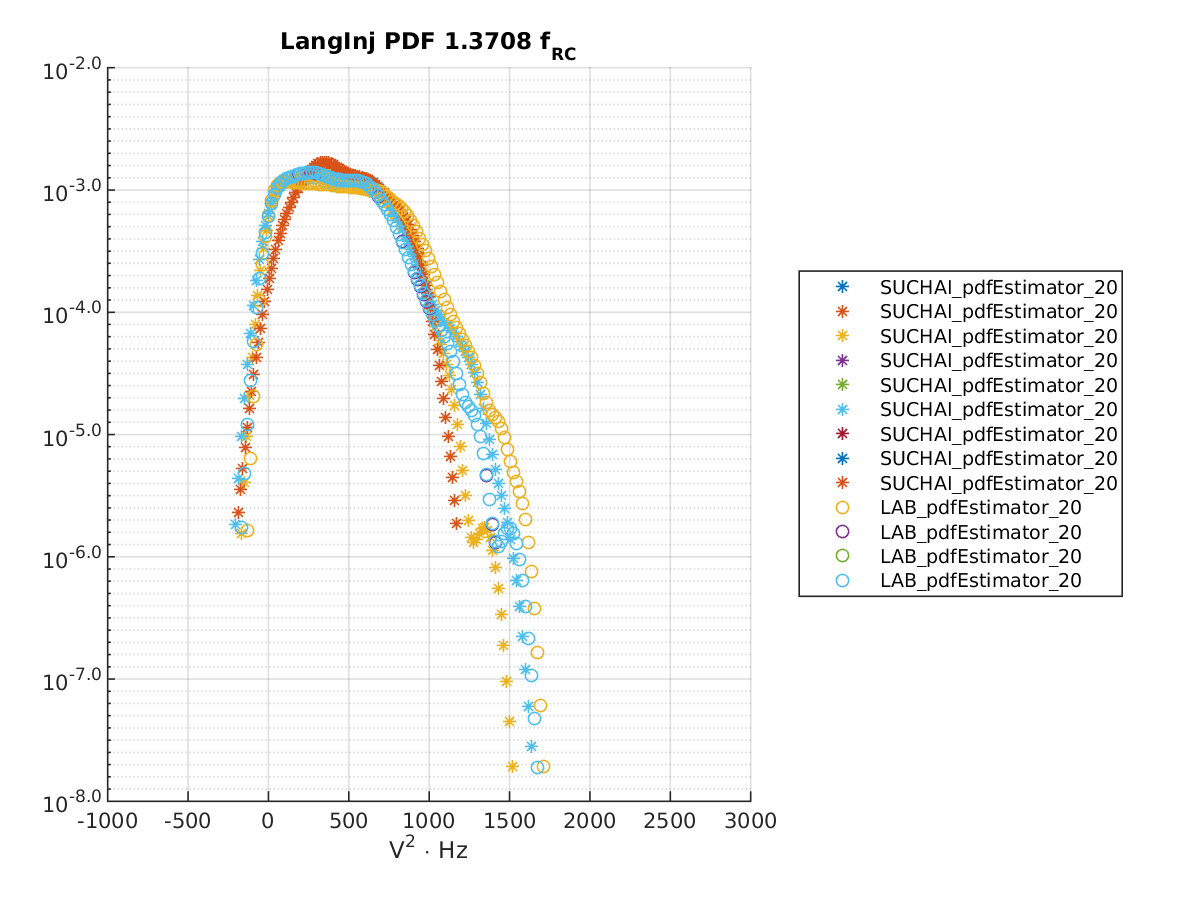 LangInj PDF 1.3708 f_RC
10^-2.0
10^-3.0
10^-4.0
10^-5.0
10^-6.0
10^-7.0
10^-8.0
-1000 -500 0 500 1000 1500 2000 2500 3000
V^2 · Hz
SUCHAI_pdfEstimator_20
SUCHAI_pdfEstimator_20
SUCHAI_pdfEstimator_20
SUCHAI_pdfEstimator_20
SUCHAI_pdfEstimator_20
SUCHAI_pdfEstimator_20
SUCHAI_pdfEstimator_20
SUCHAI_pdfEstimator_20
SUCHAI_pdfEstimator_20
LAB_pdfEstimator_20
LAB_pdfEstimator_20
LAB_pdfEstimator_20
LAB_pdfEstimator_20